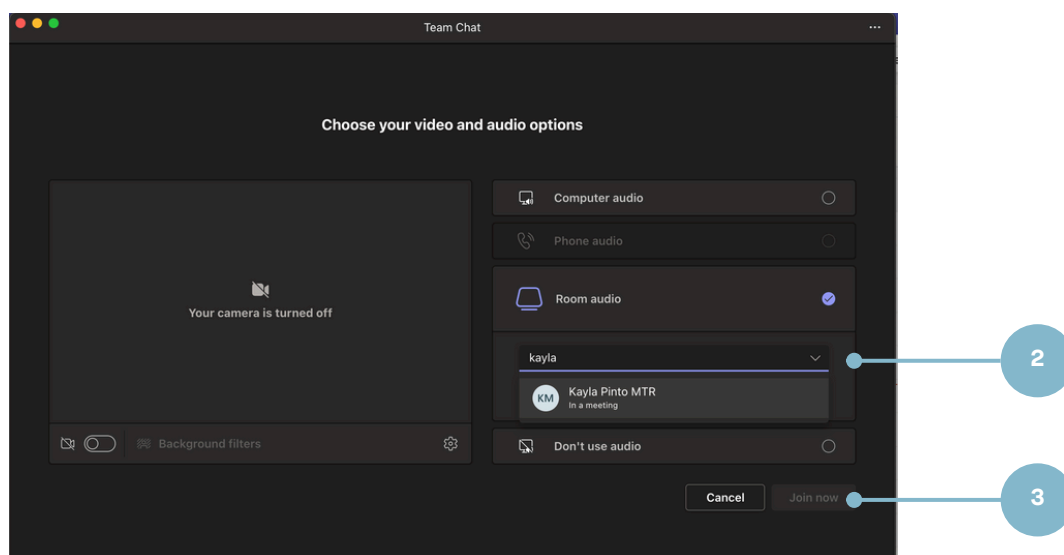 Team Chat
Choose your video and audio options
Your camera is turned off
Background filters
Computer audio
Phone audio
Room audio
kayla
KM
Kayla Pinto MTR
In a meeting
Don't use audio
Cancel
Join now
2
3